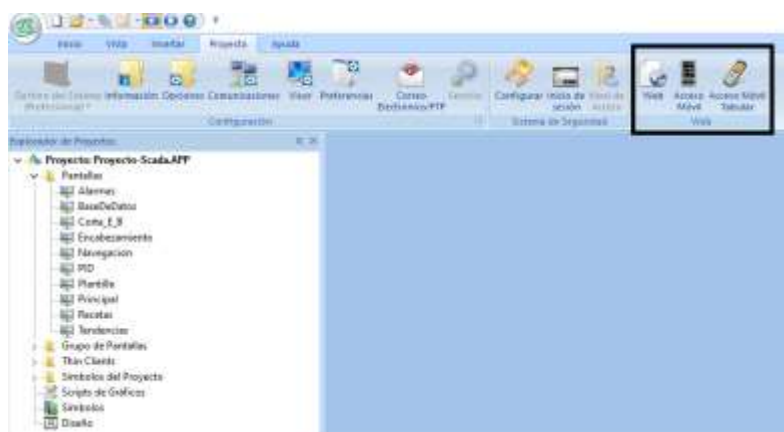 Inicio Vista Insertar Proyecto Ayuda
Información Opciones Comunicaciones Visor Preferencias Correo Configurar Inicio de Web Acceso Acceso Móvil
Electrónico/FTP sesión Móvil Tabular
Configuración Sistema de Seguridad Web
Explorador de Proyectos
Proyecto: Proyecto-Scada.APP
Pantallas
Alarmas
BaseDeDatos
Encabezamiento
Navegacion
PID
Plantilla
Principal
Recetas
Tendencias
Grupo de Pantallas
Thin Clients
Símbolos del Proyecto
Scripts de Gráficos
Símbolos
Diseño